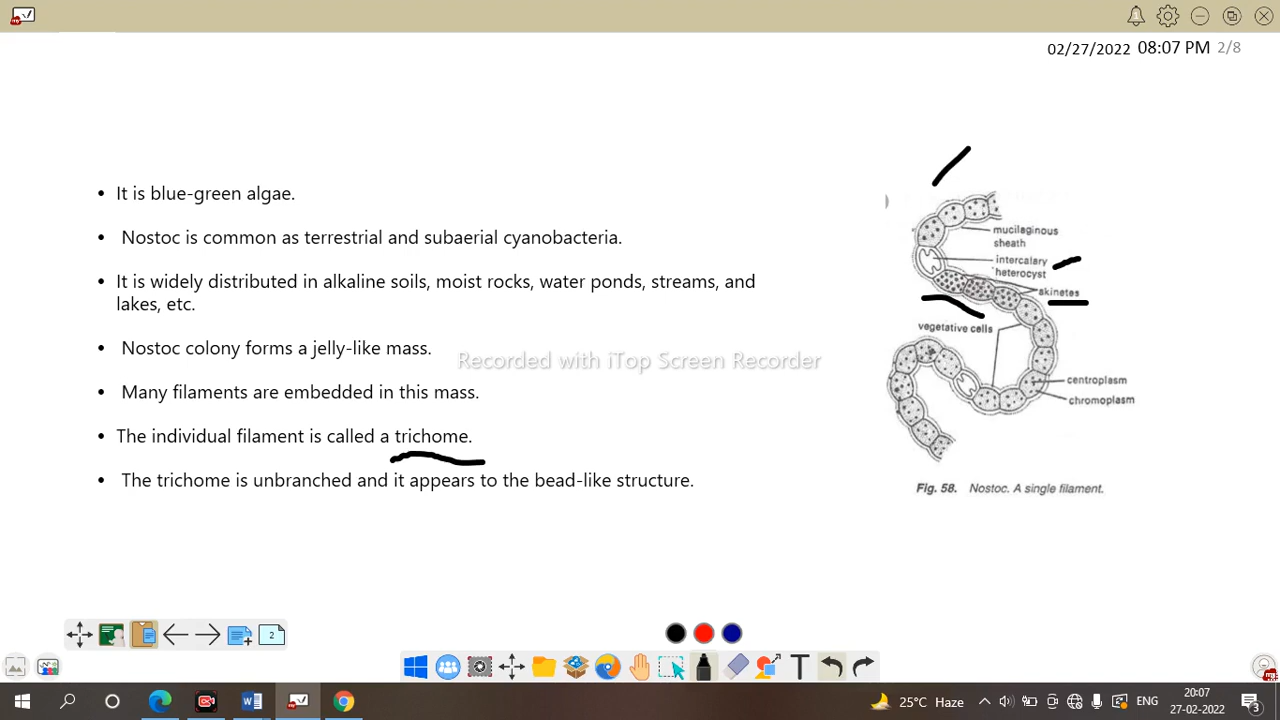 02/27/2022 08:07 PM 2/8
• It is blue-green algae.
• Nostoc is common as terrestrial and subaerial cyanobacteria.
• It is widely distributed in alkaline soils, moist rocks, water ponds, streams, and
lakes, etc.
• Nostoc colony forms a jelly-like mass.
• Many filaments are embedded in this mass.
• The individual filament is called a trichome.
• The trichome is unbranched and it appears to the bead-like structure.
mucilaginous
sheath
intercalary
heterocyst
skinetes
vegetative cells
centroplasm
chromoplasm
Fig. 58. Nostoc. A single filament.
Recorded with iTop Screen Recorder
2
T
25°C Haze
ENG
20:07
27-02-2022
3